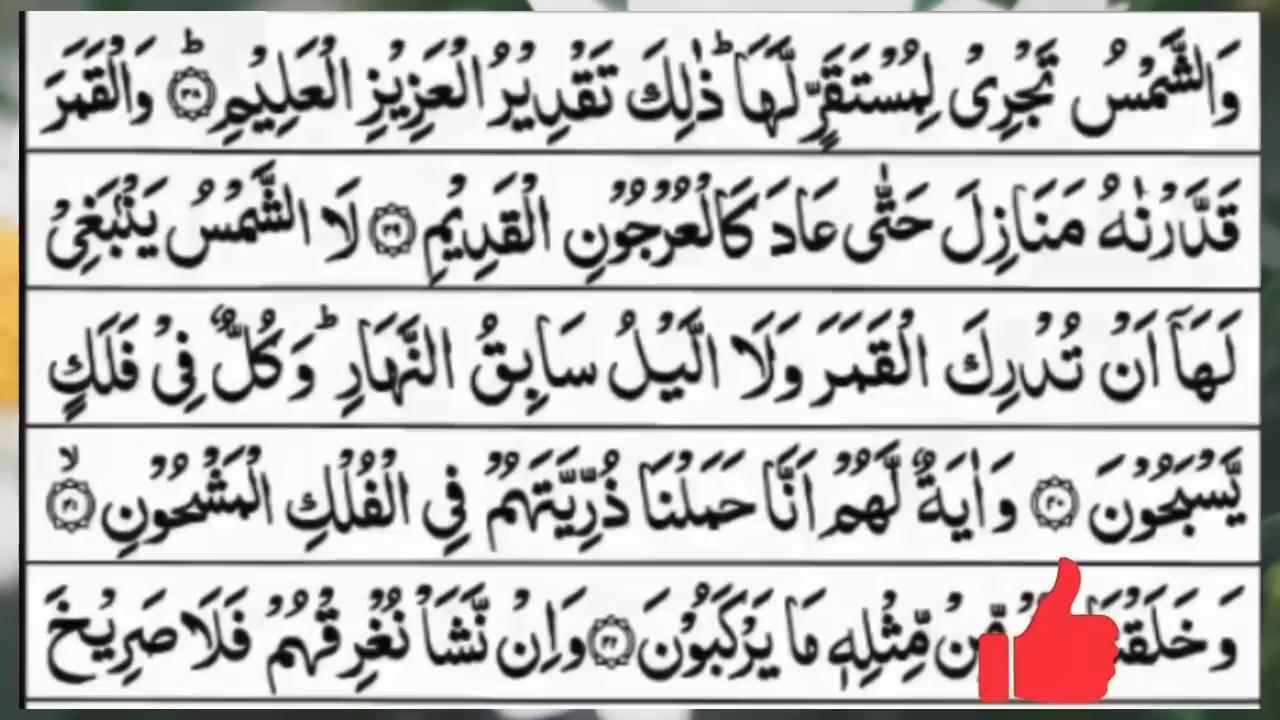 وَالشَّمْسُ تَجْرِیْ لِمُسْتَقَرٍّ لَّهَا ؕ ذٰلِكَ تَقْدِیْرُ الْعَزِیْزِ الْعَلِیْمِ ﴿۳۸﴾ وَالْقَمَرَ
قَدَّرْنٰهُ مَنَازِلَ حَتّٰی عَادَ كَالْعُرْجُوْنِ الْقَدِیْمِ ﴿۳۹﴾ لَا الشَّمْسُ یَنْۢبَغِیْ
لَهَاۤ اَنْ تُدْرِكَ الْقَمَرَ وَلَا الَّیْلُ سَابِقُ النَّهَارِ ؕ وَكُلٌّ فِیْ فَلَكٍ
یَّسْبَحُوْنَ ﴿۴۰﴾ وَاٰیَةٌ لَّهُمْ اَنَّا حَمَلْنَا ذُرِّیَّتَهُمْ فِی الْفُلْكِ الْمَشْحُوْنِ ﴿۴۱﴾ ۙ
وَخَلَقْنَا مِّنْ مِّثْلِهٖ مَا یَرْكَبُوْنَ ﴿۴۲﴾ وَاِنْ نَّشَاْ نُغْرِقْهُمْ فَلَا صَرِیْخَ